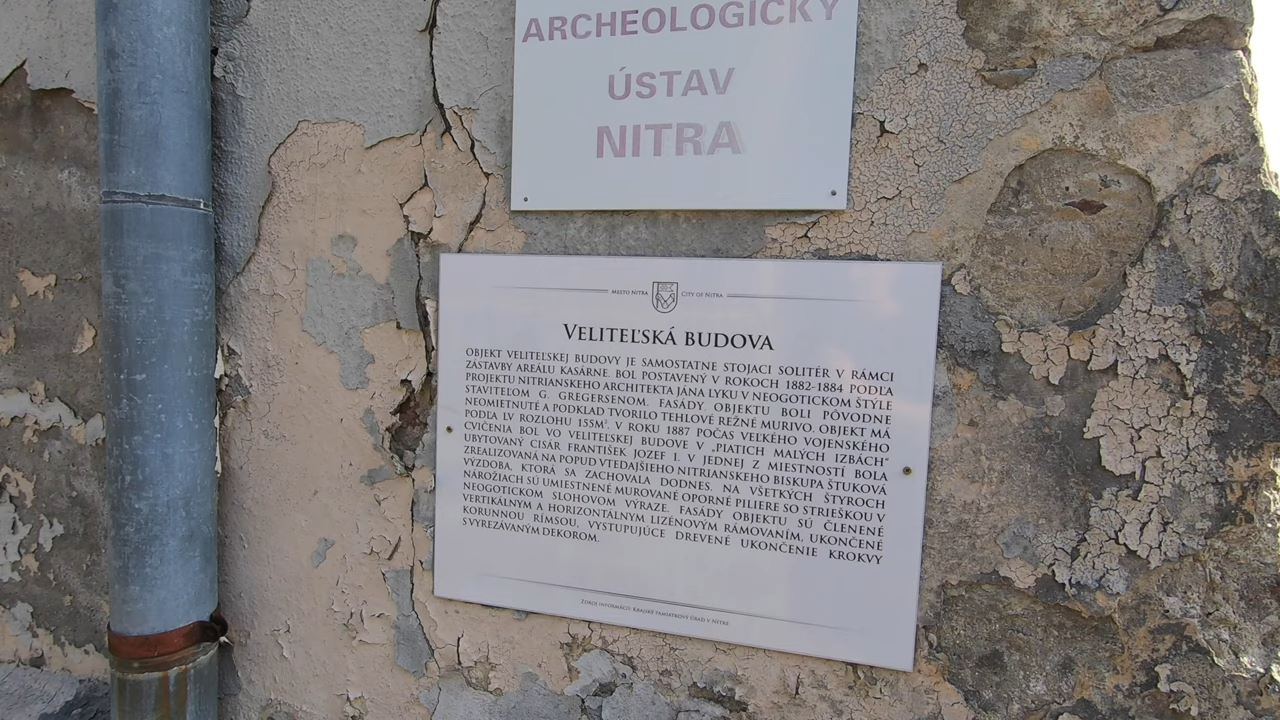 ARCHEOLOGICKÝ
ÚSTAV
NITRA
MESTO NITRA CITY OF NITRA
VELITEĽSKÁ BUDOVA
OBJEKT VELITEĽSKEJ BUDOVY JE SAMOSTATNE STOJACI SOLITÉR V RÁMCI
ZÁSTAVBY AREÁLU KASÁRNE. BOL POSTAVENÝ V ROKOCH 1882-1884 PODĽA
PROJEKTU NITRIANSKEHO ARCHITEKTA JÁNA LYKU V NEOGOTICKOM ŠTÝLE
STAVITEĽOM G. GREGERSENOM. FASÁDY, OBJEKTU BOLI PÔVODNE
NEOMIETNUTÉ A PODKLAD TVORILO TEHLOVÉ REŽNÉ MURIVO. OBJEKT MÁ
PODĽA LV ROZLOHU 155M². V ROKU 1887 POČAS VEĽKÉHO VOJENSKÉHO
CVIČENIA BOL VO VELITEĽSKEJ BUDOVE V „PIATICH MALÝCH IZBÁCH"
UBYTOVANÝ CISÁR FRANTIŠEK JOZEF I. V JEDNEJ Z MIESTNOSTÍ BOLA
ZREALIZOVANÁ NA POPUD VTEDAJŠIEHO NITRIANSKEHO BISKUPA ŠTUKOVÁ
VÝZDOBA, KTORÁ SA ZACHOVALA DODNES. NA VŠETKÝCH ŠTYROCH
NÁROŽIACH SÚ UMIESTNENÉ MUROVANÉ OPORNÉ PILIERE SO STRIEŠKOU V
NEOGOTICKOM SLOHOVOM VÝRAZE. FASÁDY OBJEKTU SÚ ČLENENÉ
VERTIKÁLNYM A HORIZONTÁLNYM LIZÉNOVÝM RÁMOVANÍM, UKONČENÉ
KORUNNOU RÍMSOU, VYSTUPUJÚCE DREVENÉ UKONČENIE KROKVY
S VYREZÁVANÝM DEKOROM.
ZDROJ INFORMÁCIÍ: KRAJSKÝ PAMIATKOVÝ ÚRAD V NITRE